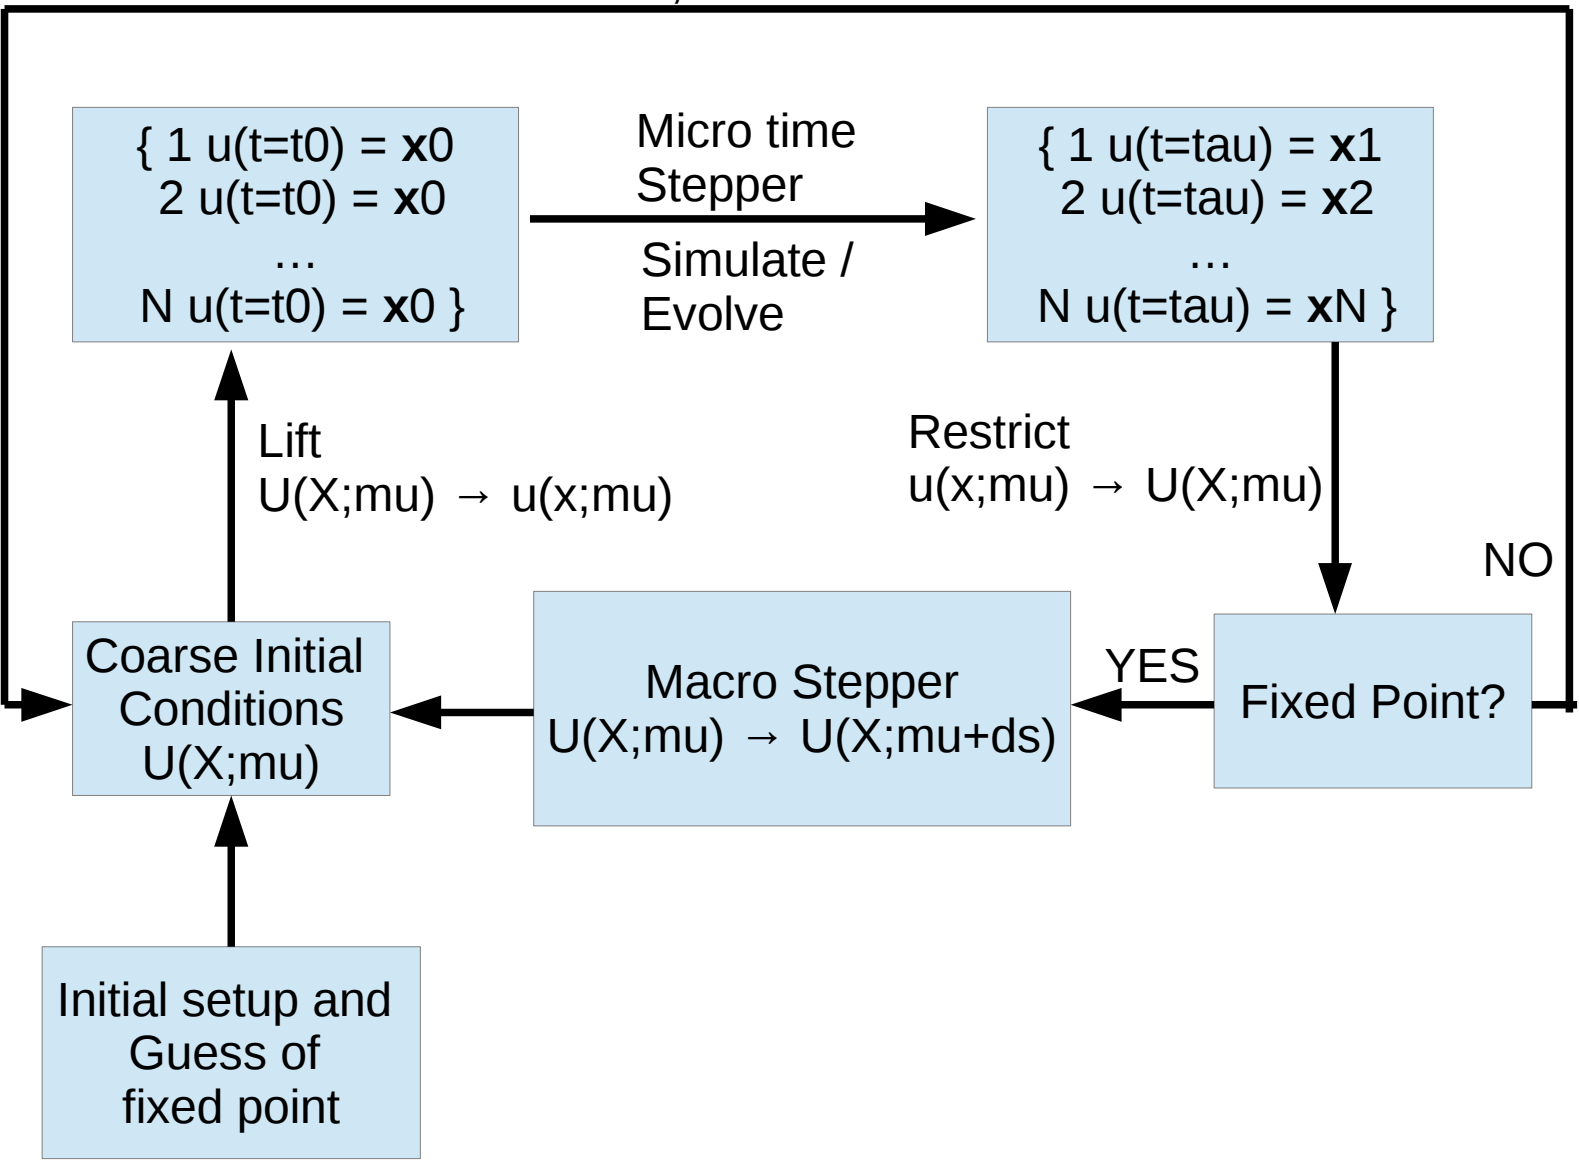 { 1 u(t=t0) = x0
2 u(t=t0) = x0
…
N u(t=t0) = x0 }
Micro time
Stepper
Simulate /
Evolve
{ 1 u(t=tau) = x1
2 u(t=tau) = x2
…
N u(t=tau) = xN }
Lift
U(X;mu) → u(x;mu)
Restrict
u(x;mu) → U(X;mu)
NO
Coarse Initial
Conditions
U(X;mu)
Macro Stepper
U(X;mu) → U(X;mu+ds)
YES
Fixed Point?
Initial setup and
Guess of
fixed point